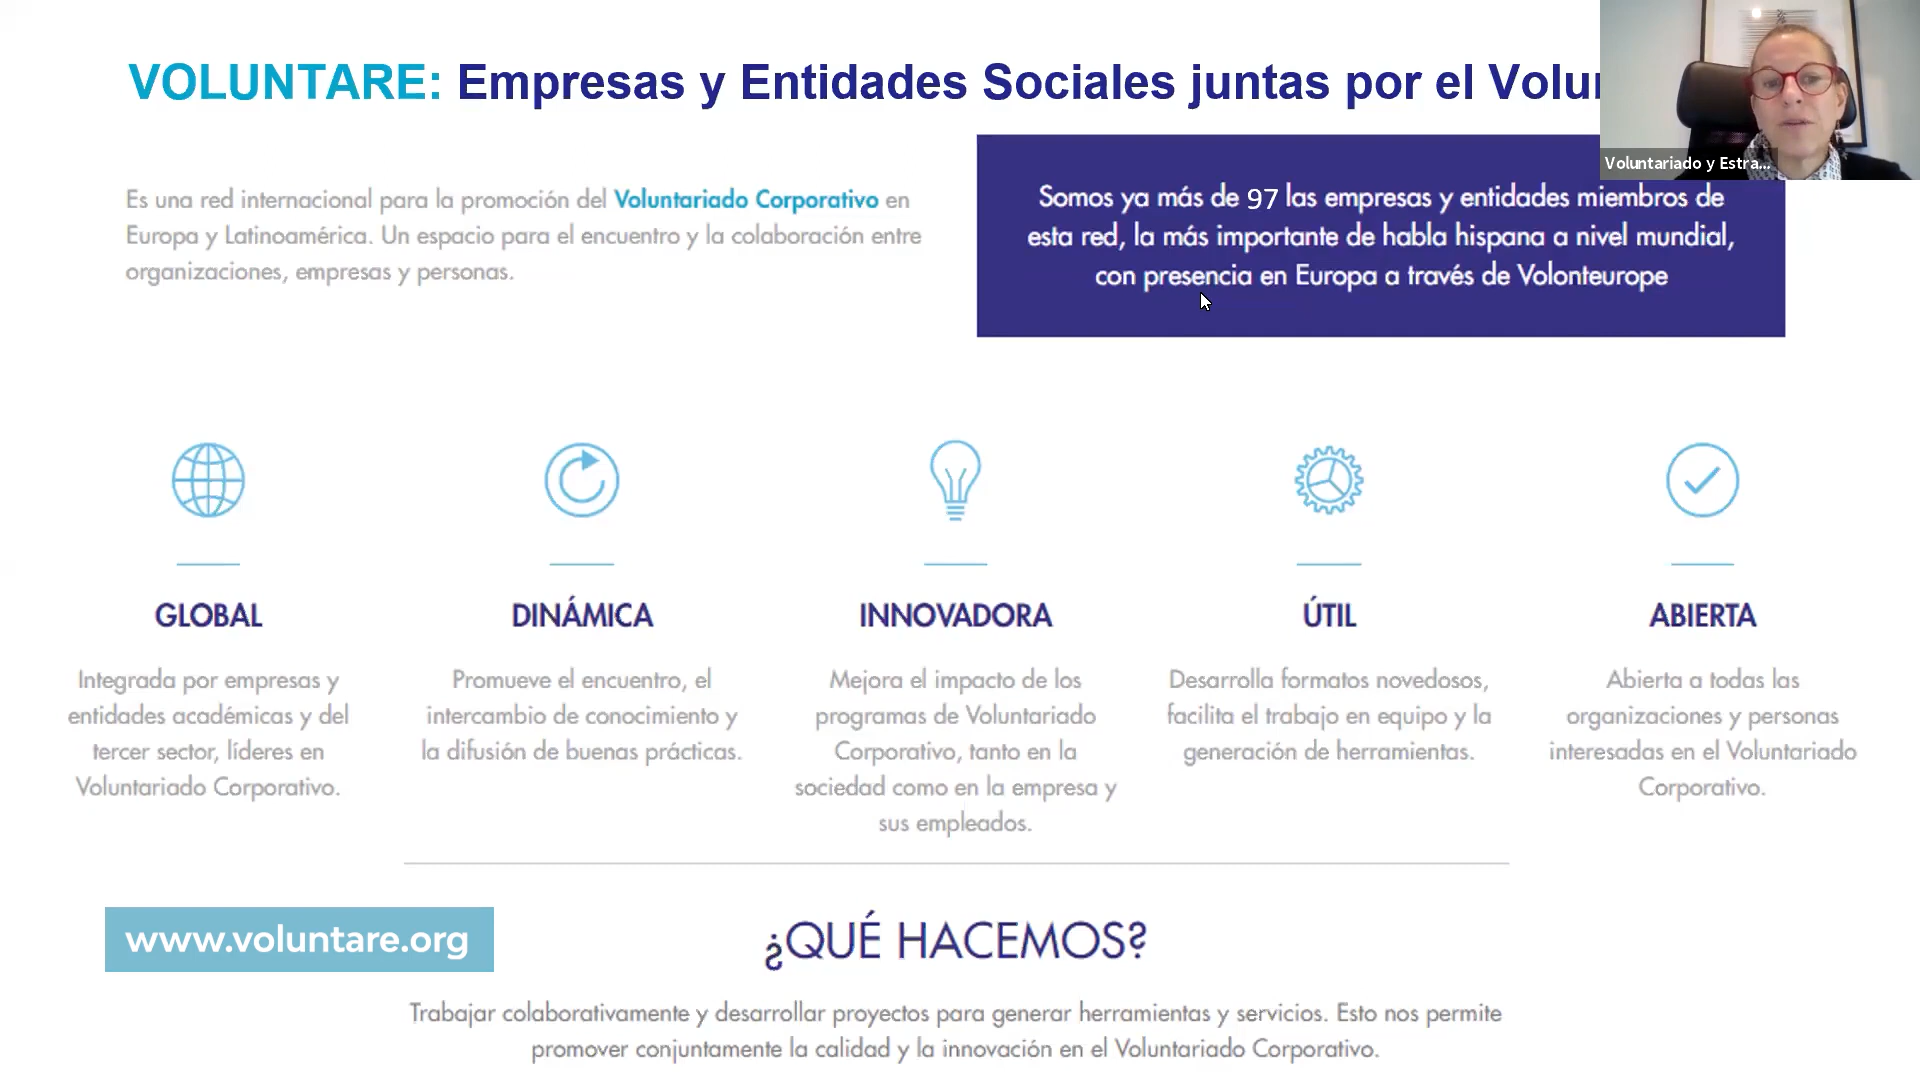 VOLUNTARE: Empresas y Entidades Sociales juntas por el
Voluntariado y Estra...
Es una red internacional para la promoción del Voluntariado Corporativo en
Europa y Latinoamérica. Un espacio para el encuentro y la colaboración entre
organizaciones, empresas y personas.
Somos ya más de 97 las empresas y entidades miembros de
esta red, la más importante de habla hispana a nivel mundial,
con presencia en Europa a través de Volonteurope
GLOBAL
Integrada por empresas y
entidades académicas y del
tercer sector, líderes en
Voluntariado Corporativo.
DINÁMICA
Promueve el encuentro, el
intercambio de conocimiento y
la difusión de buenas prácticas.
INNOVADORA
Mejora el impacto de los
programas de Voluntariado
Corporativo, tanto en la
sociedad como en la empresa y
sus empleados.
ÚTIL
Desarrolla formatos novedosos,
facilita el trabajo en equipo y la
generación de herramientas.
ABIERTA
Abierta a todas las
organizaciones y personas
interesadas en el Voluntariado
Corporativo.
www.voluntare.org
¿QUÉ HACEMOS?
Trabajar colaborativamente y desarrollar proyectos para generar herramientas y servicios. Esto nos permite
promover conjuntamente la calidad y la innovación en el Voluntariado Corporativo.